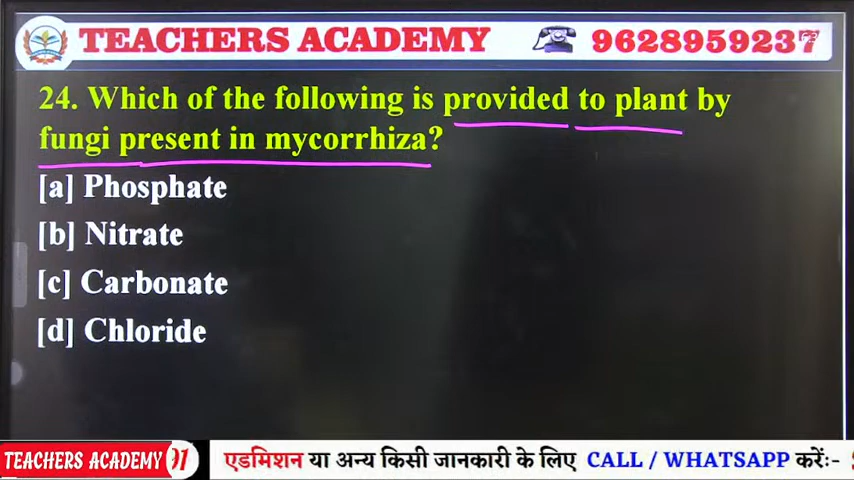 TEACHERS ACADEMY
9628959237
24. Which of the following is provided to plant by
fungi present in mycorrhiza?
[a] Phosphate
[b] Nitrate
[c] Carbonate
[d] Chloride
TEACHERS ACADEMY
एडमिशन या अन्य किसी जानकारी के लिए CALL / WHATSAPP करें:-